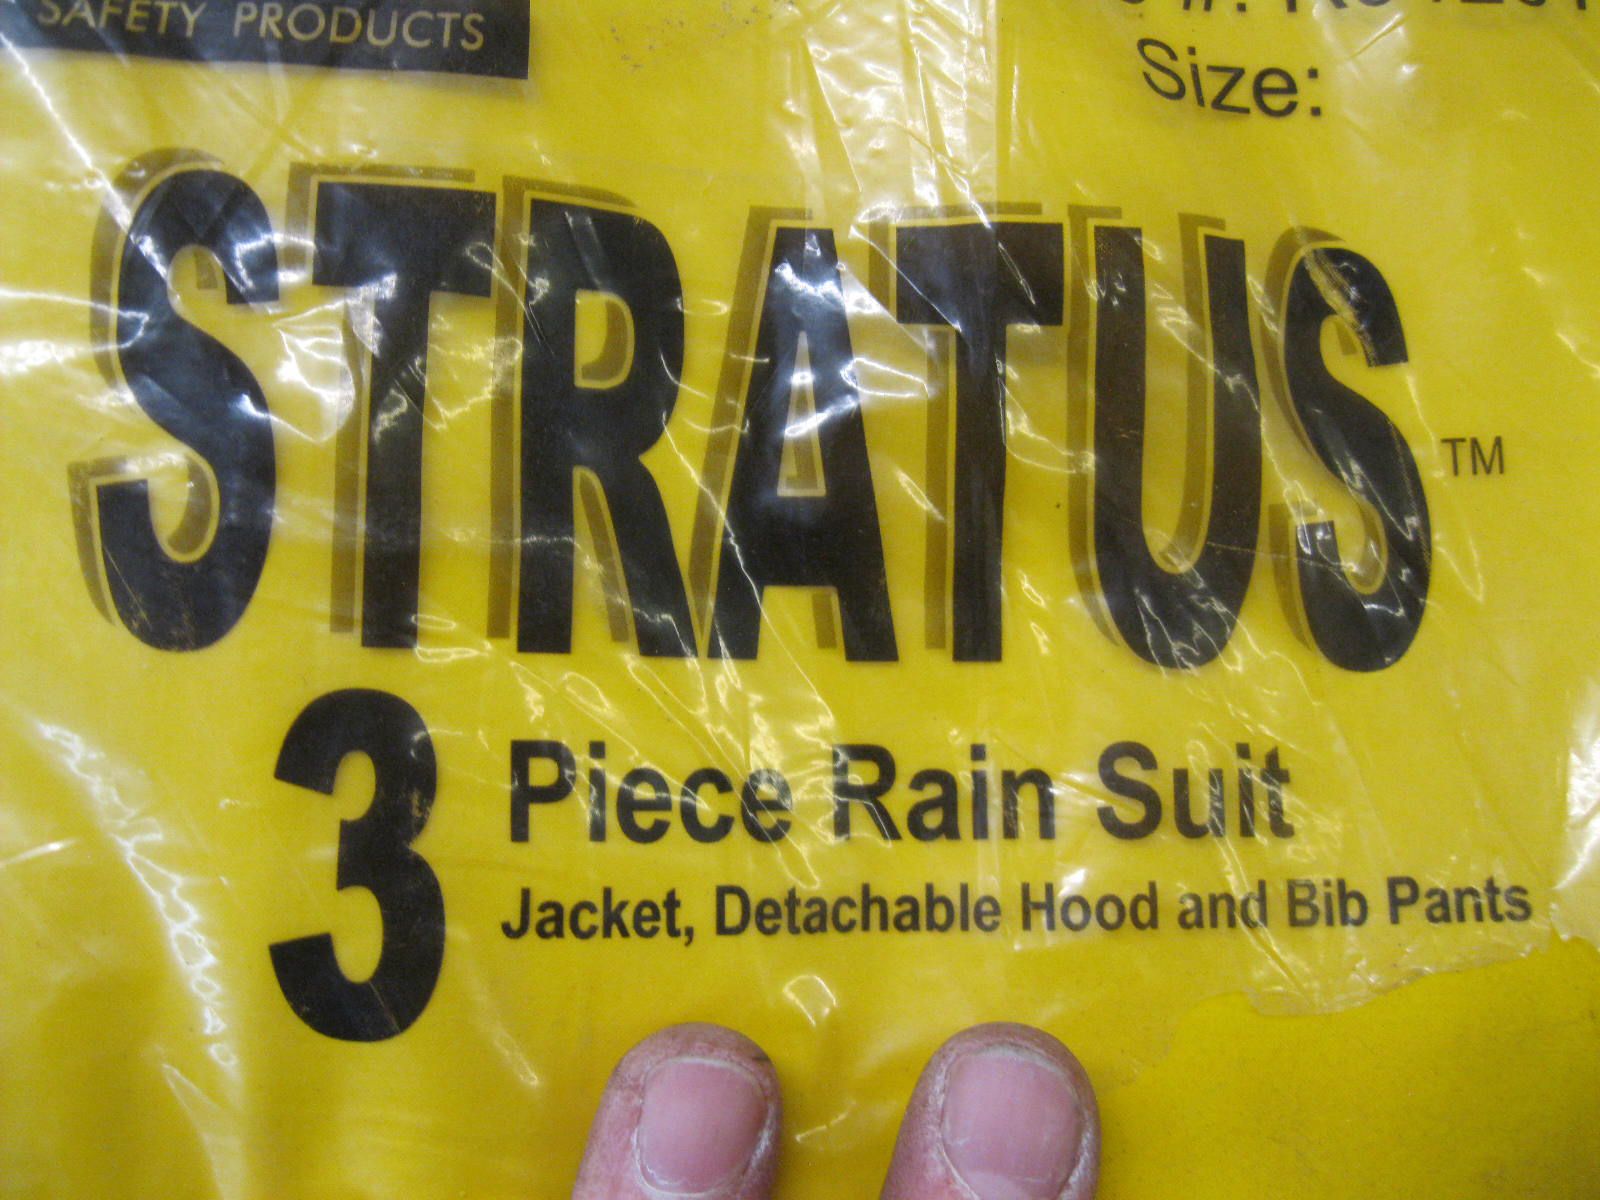 SAFETY PRODUCTS
Size:
STRATUS™
3 Piece Rain Suit
Jacket, Detachable Hood and Bib Pants